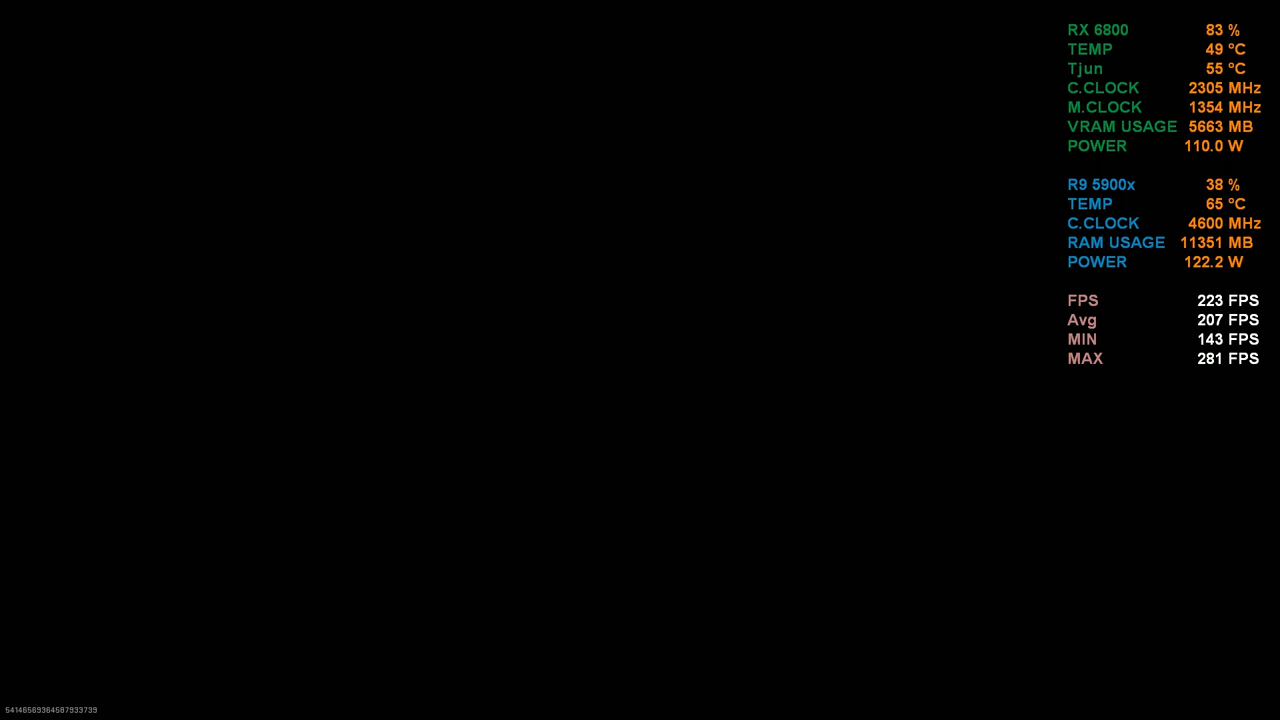 RX 6800 83 %
TEMP 49 °C
Tjun 55 °C
C.CLOCK 2305 MHz
M.CLOCK 1354 MHz
VRAM USAGE 5663 MB
POWER 110.0 W
R9 5900x 38 %
TEMP 65 °C
C.CLOCK 4600 MHz
RAM USAGE 11351 MB
POWER 122.2 W
FPS 223 FPS
Avg 207 FPS
MIN 143 FPS
MAX 281 FPS